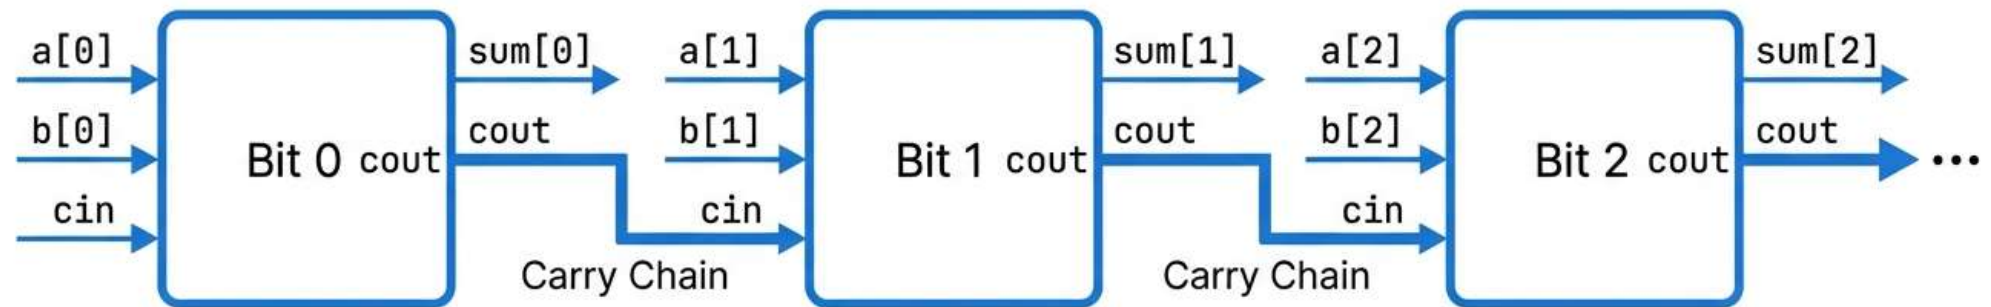 a[0]
b[0]
cin
Bit 0 cout
sum[0]
cout
Carry Chain
a[1]
b[1]
cin
Bit 1 cout
sum[1]
cout
Carry Chain
a[2]
b[2]
cin
Bit 2 cout
sum[2]
cout
...